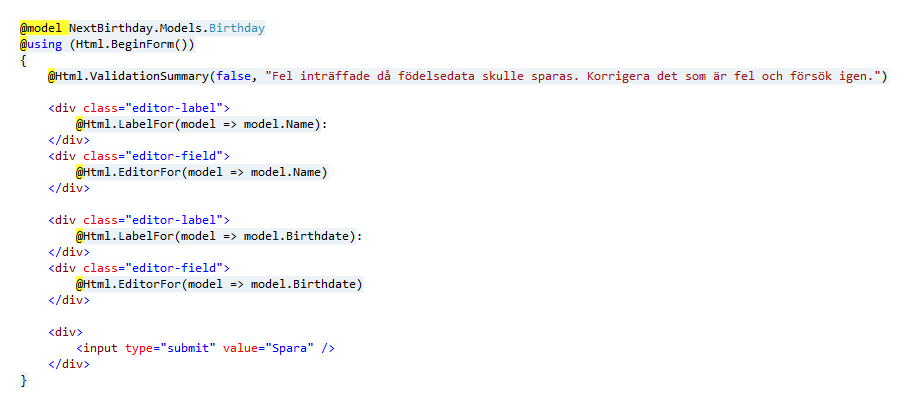 @model NextBirthday.Models.Birthday
@using (Html.BeginForm())
{
@Html.ValidationSummary(false, "Fel inträffade då födelsedata skulle sparas. Korrigera det som är fel och försök igen.")
<div class="editor-label">
@Html.LabelFor(model => model.Name):
</div>
<div class="editor-field">
@Html.EditorFor(model => model.Name)
</div>
<div class="editor-label">
@Html.LabelFor(model => model.Birthdate):
</div>
<div class="editor-field">
@Html.EditorFor(model => model.Birthdate)
</div>
<div>
<input type="submit" value="Spara" />
</div>
}